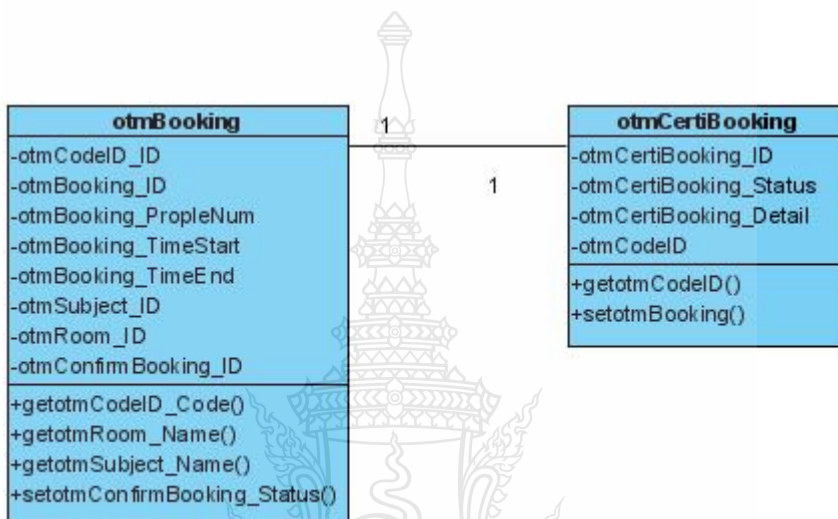 otmBooking
-otmCodeID_ID
-otmBooking_ID
-otmBooking_PropleNum
-otmBooking_TimeStart
-otmBooking_TimeEnd
-otmSubject_ID
-otmRoom_ID
-otmConfirmBooking_ID
+getotmCodeID_Code()
+getotmRoom_Name()
+getotmSubject_Name()
+setotmConfirmBooking_Status()
1
1
otmCertiBooking
-otmCertiBooking_ID
-otmCertiBooking_Status
-otmCertiBooking_Detail
-otmCodeID
+getotmCodeID()
+setotmBooking()